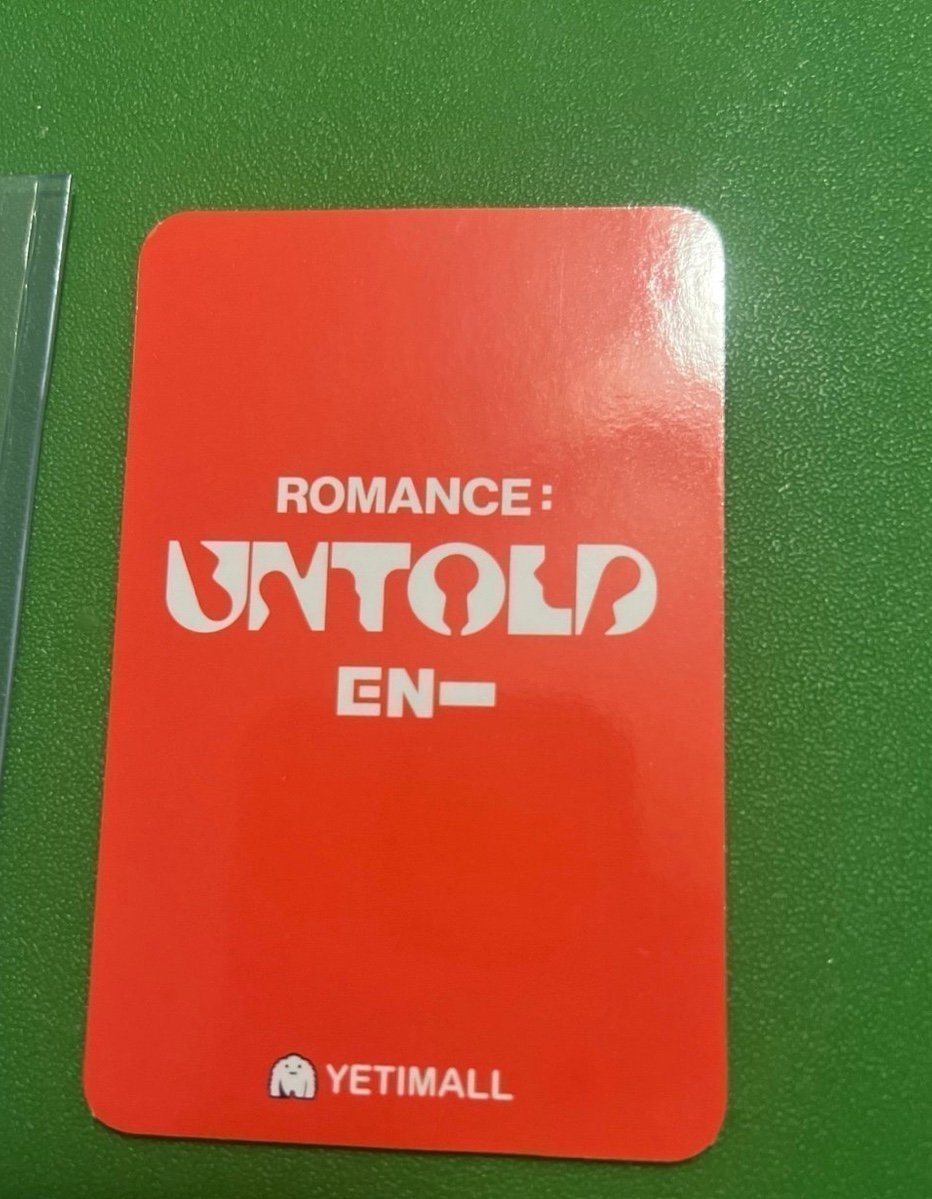 ROMANCE:
UNTOLD
EN-
YETIMALL